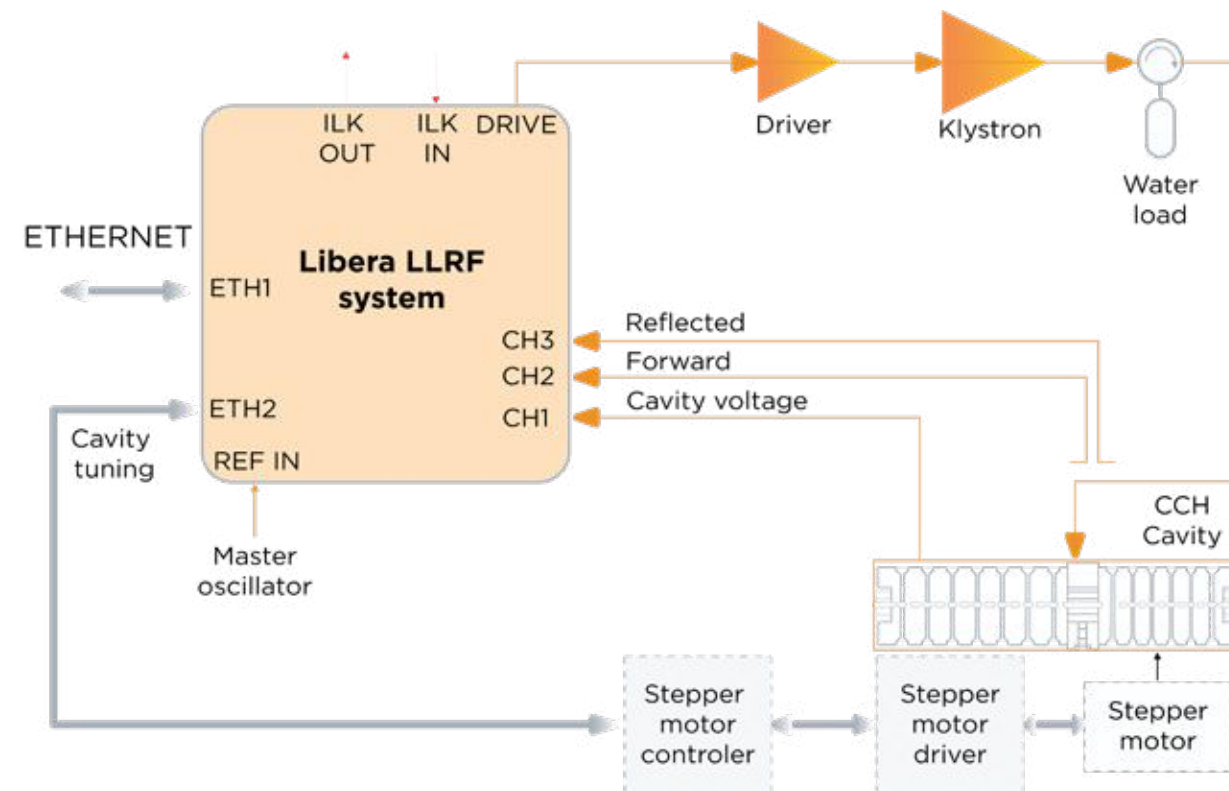 ILK
OUT
ILK
IN
DRIVE
Driver
Klystron
Water
load
ETHERNET
ETH1
Libera LLRF
system
CH3
CH2
CH1
Reflected
Forward
Cavity voltage
ETH2
Cavity
tuning
REF IN
Master
oscillator
CCH
Cavity
Stepper
motor
controler
Stepper
motor
driver
Stepper
motor